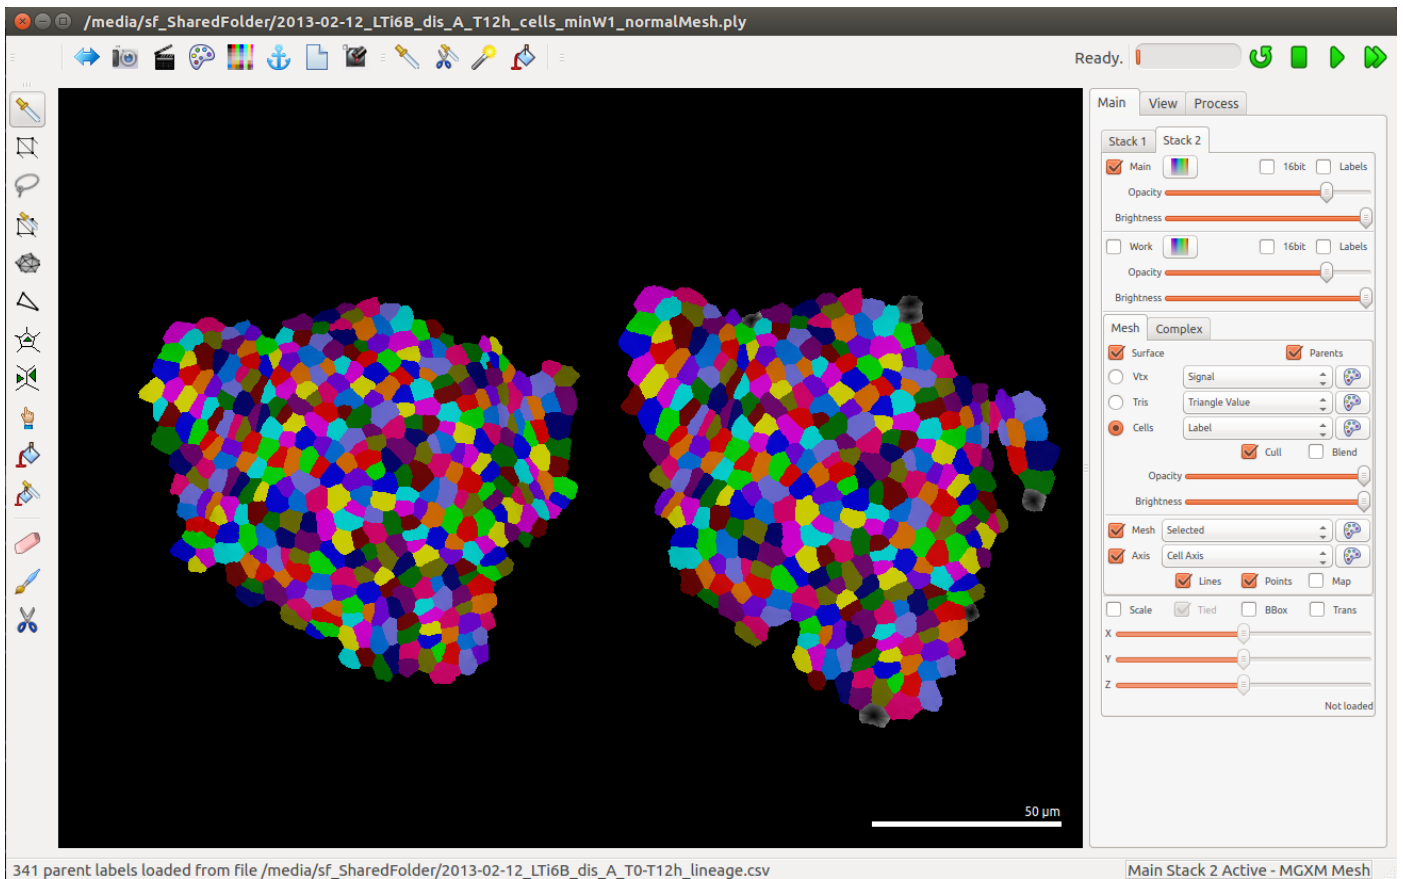 /media/sf_SharedFolder/2013-02-12_LTi6B_dis_A_T12h_cells_minW1_normalMesh.ply
Ready.
Main View Process
Stack 1 Stack 2
Main 16bit Labels
Opacity
Brightness
Work 16bit Labels
Opacity
Brightness
Mesh Complex
Surface Parents
Vtx Signal
Tris Triangle Value
Cells Label
Cull Blend
Opacity
Brightness
Mesh Selected
Axis Cell Axis
Lines Points Map
Scale Tied BBox Trans
X
Y
Z
Not loaded
50 µm
341 parent labels loaded from file /media/sf_SharedFolder/2013-02-12_LTi6B_dis_A_T0-T12h_lineage.csv
Main Stack 2 Active - MGXM Mesh